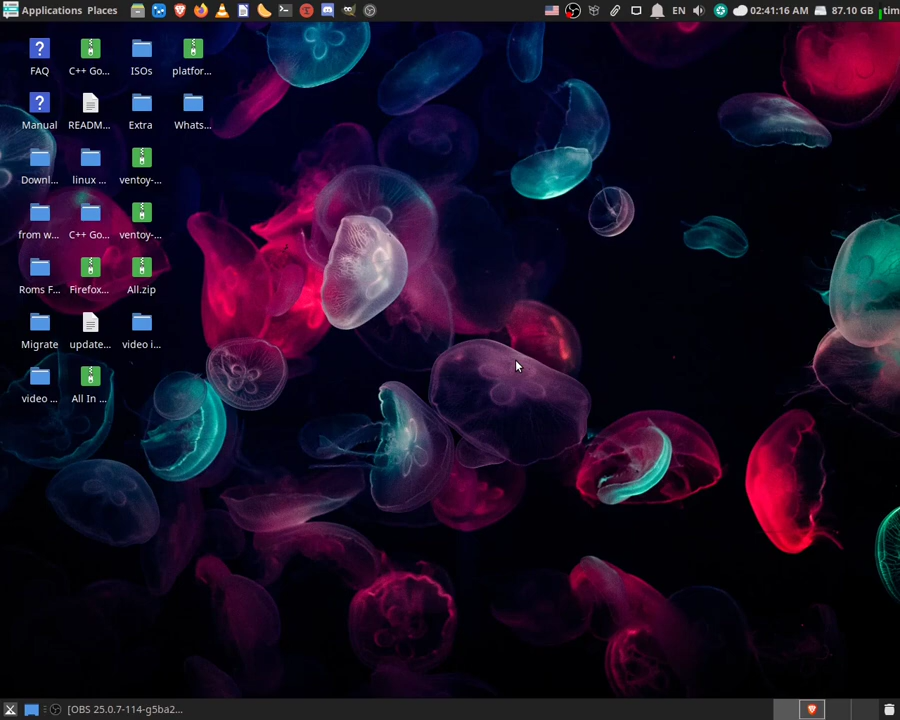 Applications Places EN 02:41:16 AM 87.10 GB tim
FAQ C++ Go... ISOs platfor...
Manual READM... Extra Whats...
Downl... linux ... ventoy-...
from w... C++ Go... ventoy-...
Roms F... Firefox... All.zip
Migrate update... video i...
video ... All In ...
[OBS 25.0.7-114-g5ba2...